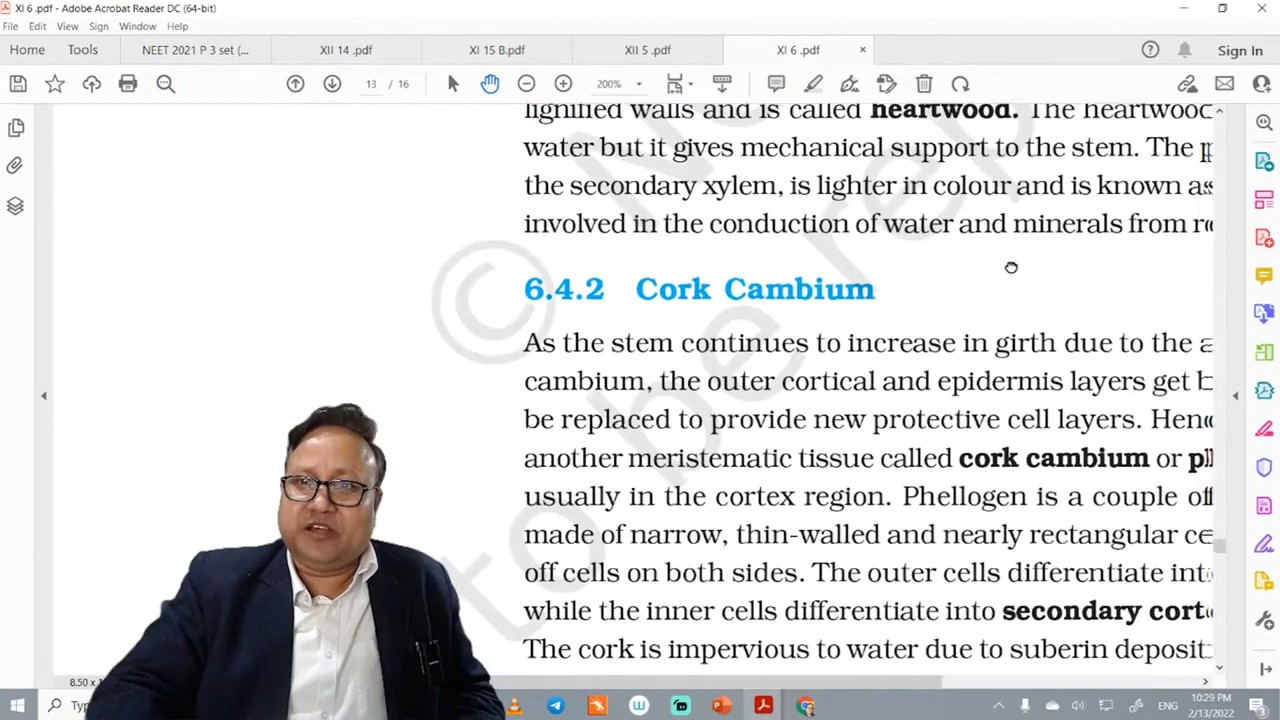 XI 6 .pdf - Adobe Acrobat Reader DC (64-bit)
File Edit View Sign Window Help
Home Tools NEET 2021 P 3 set (... XII 14 .pdf XI 15 B.pdf XII 5 .pdf XI 6 .pdf × Sign In
13 / 16 200%
lignified walls and is called heartwood. The heartwood
water but it gives mechanical support to the stem. The
the secondary xylem, is lighter in colour and is known as
involved in the conduction of water and minerals from
6.4.2 Cork Cambium
As the stem continues to increase in girth due to the
cambium, the outer cortical and epidermis layers get
be replaced to provide new protective cell layers.
another meristematic tissue called cork cambium or
usually in the cortex region. Phellogen is a couple of
made of narrow, thin-walled and nearly rectangular
off cells on both sides. The outer cells differentiate
while the inner cells differentiate into secondary
The cork is impervious to water due to suberin
© 
to be rep
8.50 x
ENG 10:29 PM
2/13/2022